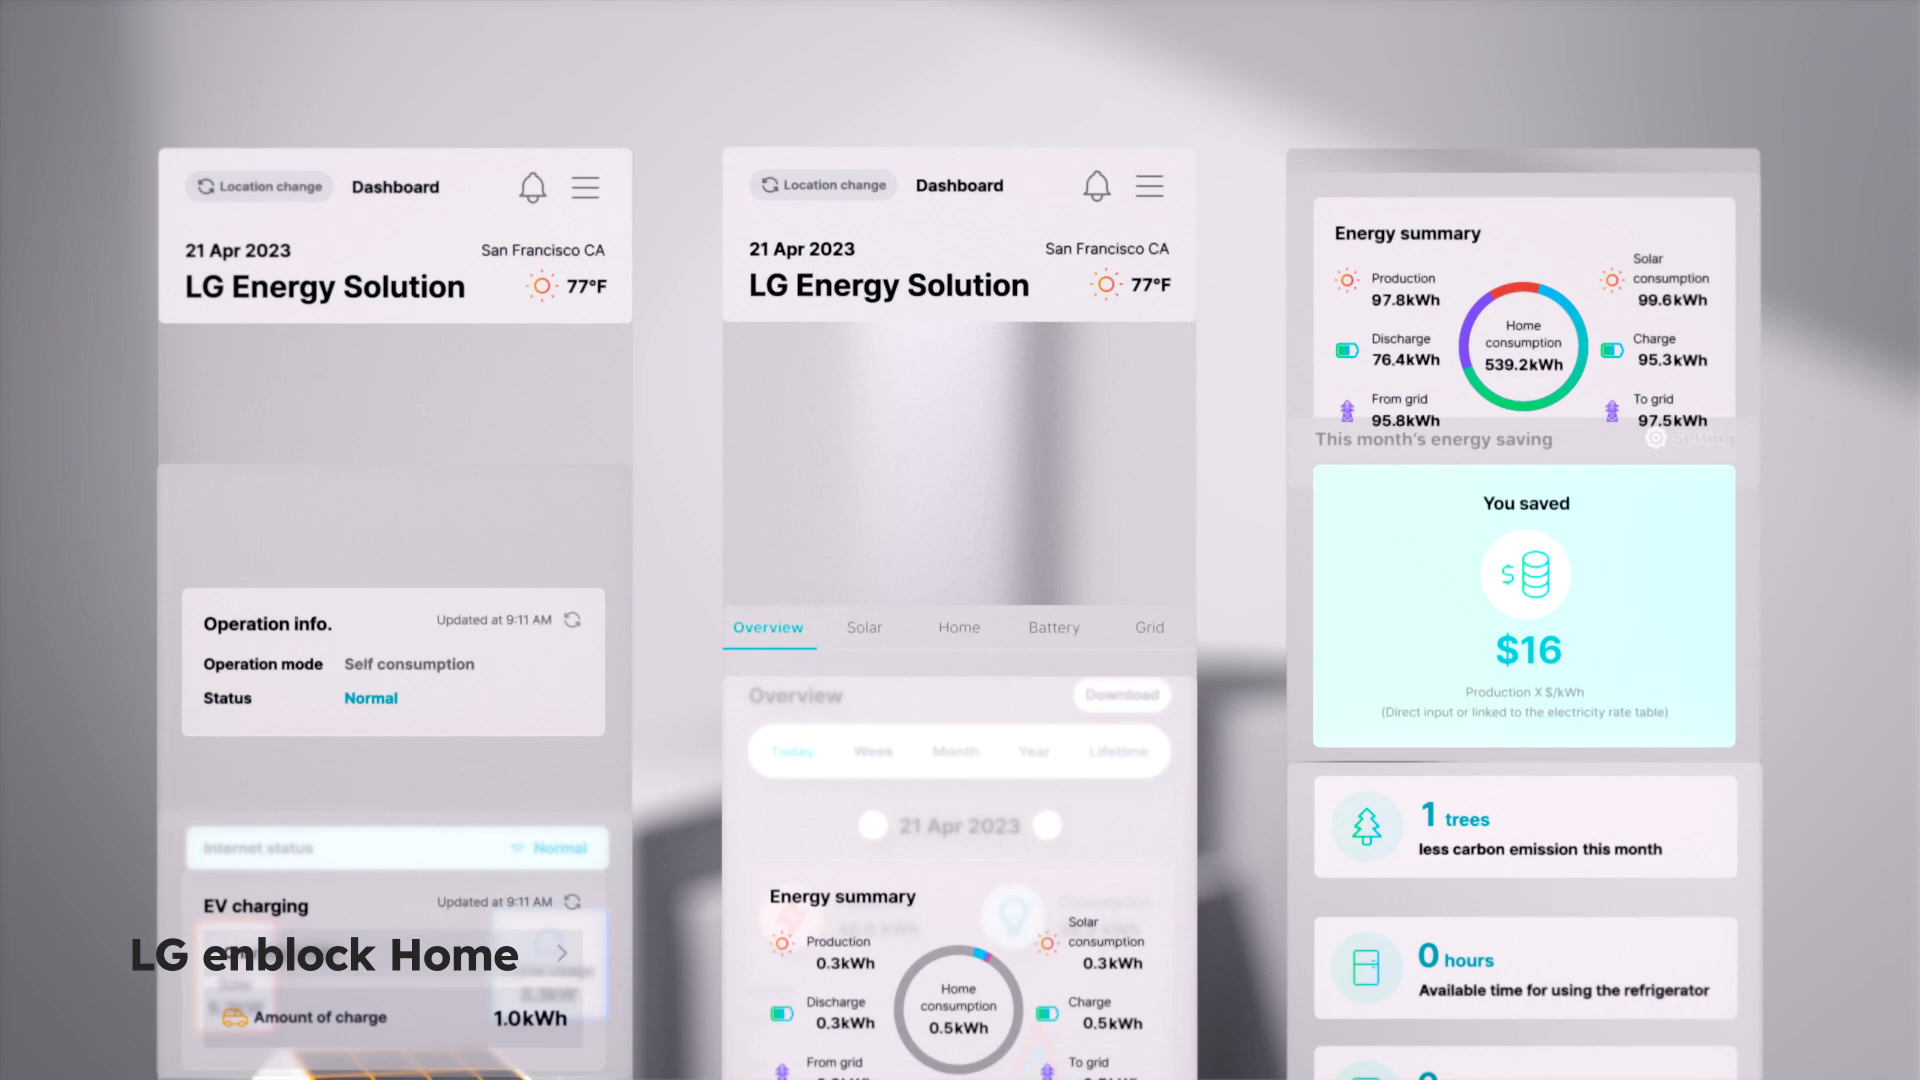 Location change
Dashboard
21 Apr 2023
San Francisco CA
LG Energy Solution
77°F
Operation info.
Updated at 9:11 AM
Operation mode
Self consumption
Status
Normal
Internet status
Normal
EV charging
Updated at 9:11 AM
LG enblock Home
Amount of charge
1.0kWh
Location change
Dashboard
21 Apr 2023
San Francisco CA
LG Energy Solution
77°F
Overview
Solar
Home
Battery
Grid
Overview
Download
Today
Week
Month
Year
Lifetime
21 Apr 2023
Energy summary
Production
0.3kWh
Discharge
0.3kWh
From grid
Home
consumption
0.5kWh
Solar
consumption
0.3kWh
Charge
0.5kWh
To grid
Energy summary
Production
97.8kWh
Discharge
76.4kWh
From grid
95.8kWh
Home
consumption
539.2kWh
Solar
consumption
99.6kWh
Charge
95.3kWh
To grid
97.5kWh
This month's energy saving
Setting
You saved
$16
Production X $/kWh
(Direct input or linked to the electricity rate table)
1 trees
less carbon emission this month
0 hours
Available time for using the refrigerator